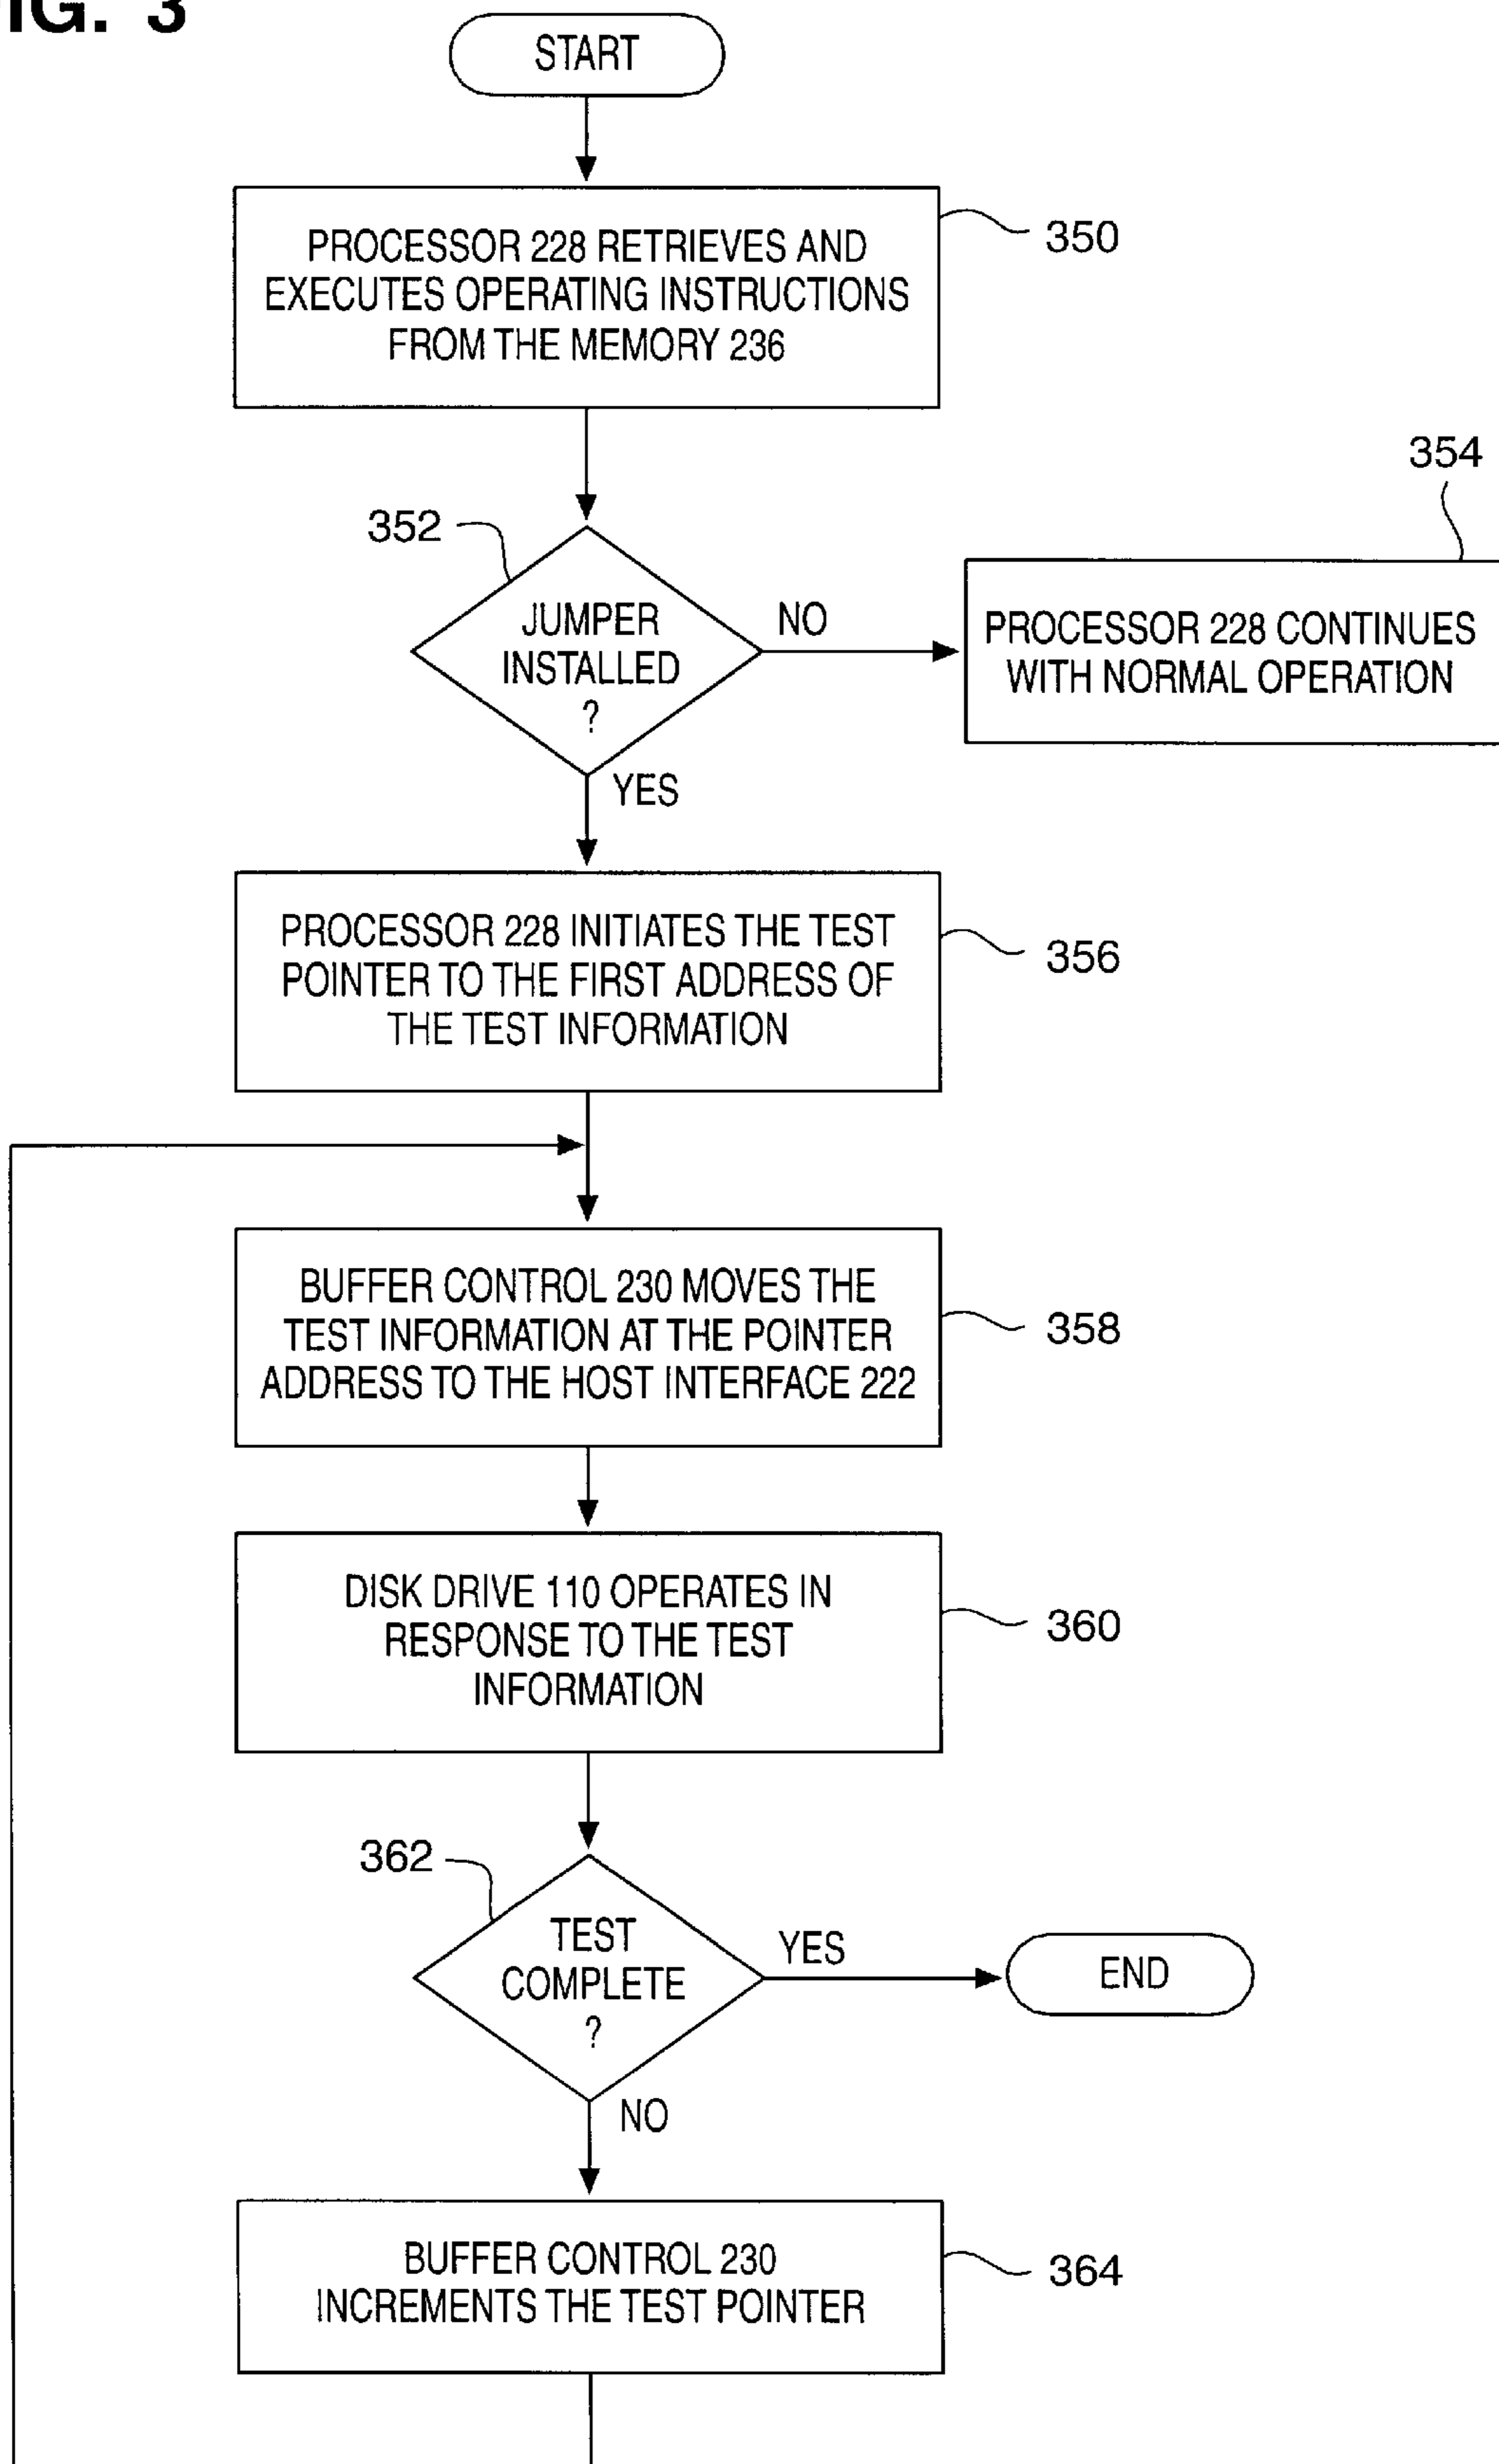 IG. 3
START
PROCESSOR 228 RETRIEVES AND
EXECUTES OPERATING INSTRUCTIONS
FROM THE MEMORY 236
350
354
352
JUMPER
INSTALLED
?
NO
PROCESSOR 228 CONTINUES
WITH NORMAL OPERATION
YES
PROCESSOR 228 INITIATES THE TEST
POINTER TO THE FIRST ADDRESS OF
THE TEST INFORMATION
356
BUFFER CONTROL 230 MOVES THE
TEST INFORMATION AT THE POINTER
ADDRESS TO THE HOST INTERFACE 222
358
DISK DRIVE 110 OPERATES IN
RESPONSE TO THE TEST
INFORMATION
360
362
TEST
COMPLETE
?
YES
END
NO
BUFFER CONTROL 230
INCREMENTS THE TEST POINTER
364